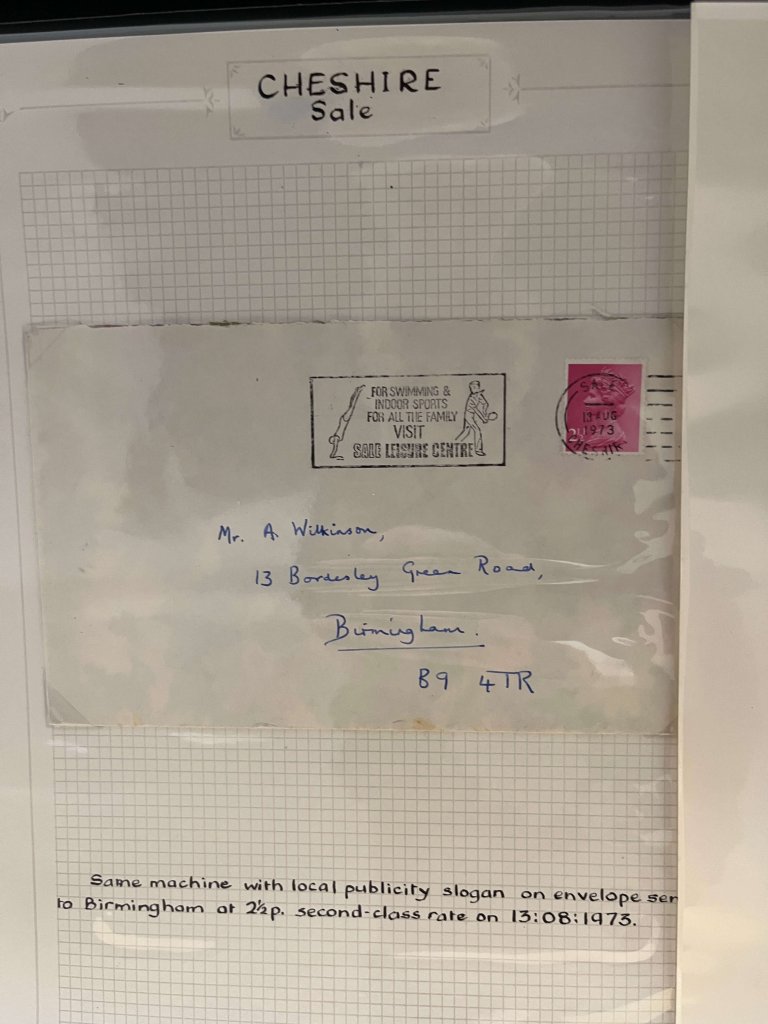 CHESHIRE
Sale
FOR SWIMMING &
INDOOR SPORTS
FOR ALL THE FAMILY
VISIT
SALE LEISURE CENTRE
SALE
13 AUG
1973
CHESHIRE
Mr. A. Wilkinson,
13 Bordesley Green Road,
Birmingham.
B9 4TR
Same machine with local publicity slogan on envelope sen
to Birmingham at 2½p. second-class rate on 13:08:1973.